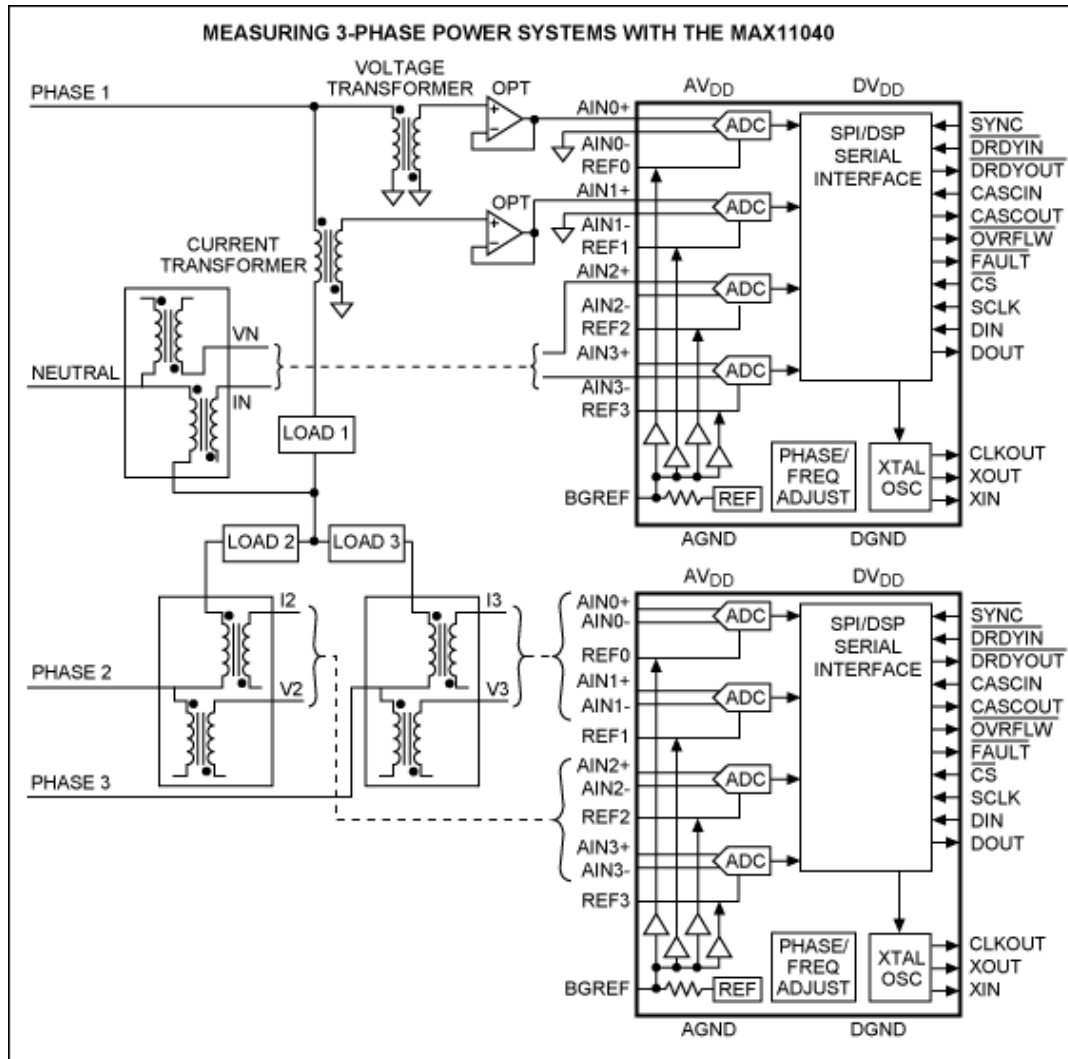 MEASURING 3-PHASE POWER SYSTEMS WITH THE MAX11040
PHASE 1
VOLTAGE
TRANSFORMER
OPT
OPT
CURRENT
TRANSFORMER
NEUTRAL
VN
IN
LOAD 1
LOAD 2
LOAD 3
I2
V2
I3
V3
PHASE 2
PHASE 3
AVDD
DVDD
AIN0+
AIN0-
REF0
AIN1+
AIN1-
REF1
AIN2+
AIN2-
REF2
AIN3+
AIN3-
REF3
BGREF
ADC
ADC
ADC
ADC
SPI/DSP
SERIAL
INTERFACE
REF
PHASE/
FREQ
ADJUST
XTAL
OSC
SYNC
DRDYIN
DRDYOUT
CASCIN
CASCOUT
OVRFLW
FAULT
CS
SCLK
DIN
DOUT
CLKOUT
XOUT
XIN
AGND
DGND
AVDD
DVDD
AIN0+
AIN0-
REF0
AIN1+
AIN1-
REF1
AIN2+
AIN2-
REF2
AIN3+
AIN3-
REF3
BGREF
ADC
ADC
ADC
ADC
SPI/DSP
SERIAL
INTERFACE
REF
PHASE/
FREQ
ADJUST
XTAL
OSC
SYNC
DRDYIN
DRDYOUT
CASCIN
CASCOUT
OVRFLW
FAULT
CS
SCLK
DIN
DOUT
CLKOUT
XOUT
XIN
AGND
DGND